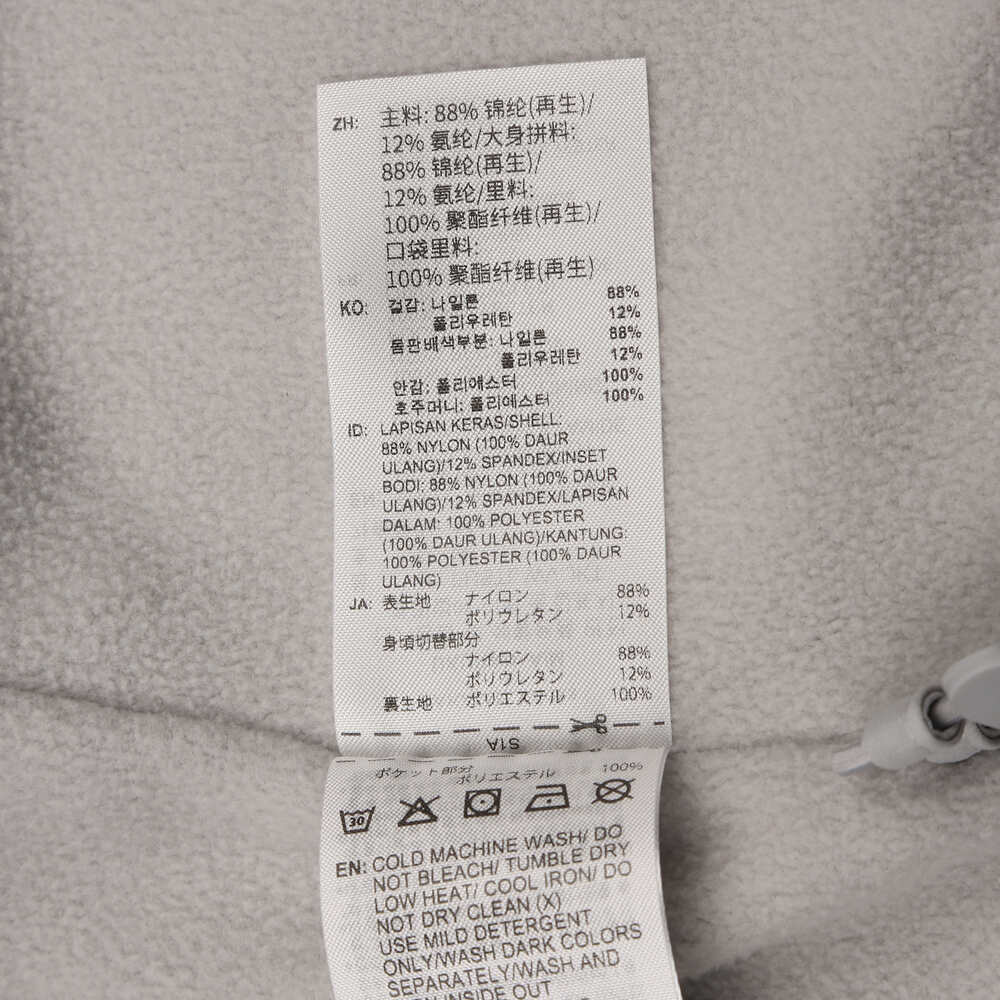 ZH: 主料: 88% 锦纶(再生)/
12% 氨纶/大身拼料:
88% 锦纶(再生)/
12% 氨纶/里料:
100% 聚酯纤维(再生)/
口袋里料:
100% 聚酯纤维(再生)
KO: 겉감: 나일론 88%
폴리우레탄 12%
몸판배색부분: 나일론 88%
폴리우레탄 12%
안감: 폴리에스터 100%
호주머니: 폴리에스터 100%
ID: LAPISAN KERAS/SHELL:
88% NYLON (100% DAUR
ULANG)/12% SPANDEX/INSET
BODI: 88% NYLON (100% DAUR
ULANG)/12% SPANDEX/LAPISAN
DALAM: 100% POLYESTER
(100% DAUR ULANG)/KANTUNG:
100% POLYESTER (100% DAUR
ULANG)
JA: 表生地 ナイロン 88%
ポリウレタン 12%
身頃切替部分
ナイロン 88%
ポリウレタン 12%
裏生地 ポリエステル 100%
S1A
ポケット部分
ポリエステル 100%
30
EN: COLD MACHINE WASH/ DO
NOT BLEACH/ TUMBLE DRY
LOW HEAT/ COOL IRON/ DO
NOT DRY CLEAN (X)
USE MILD DETERGENT
ONLY/WASH DARK COLORS
SEPARATELY/WASH AND
INSIDE OUT